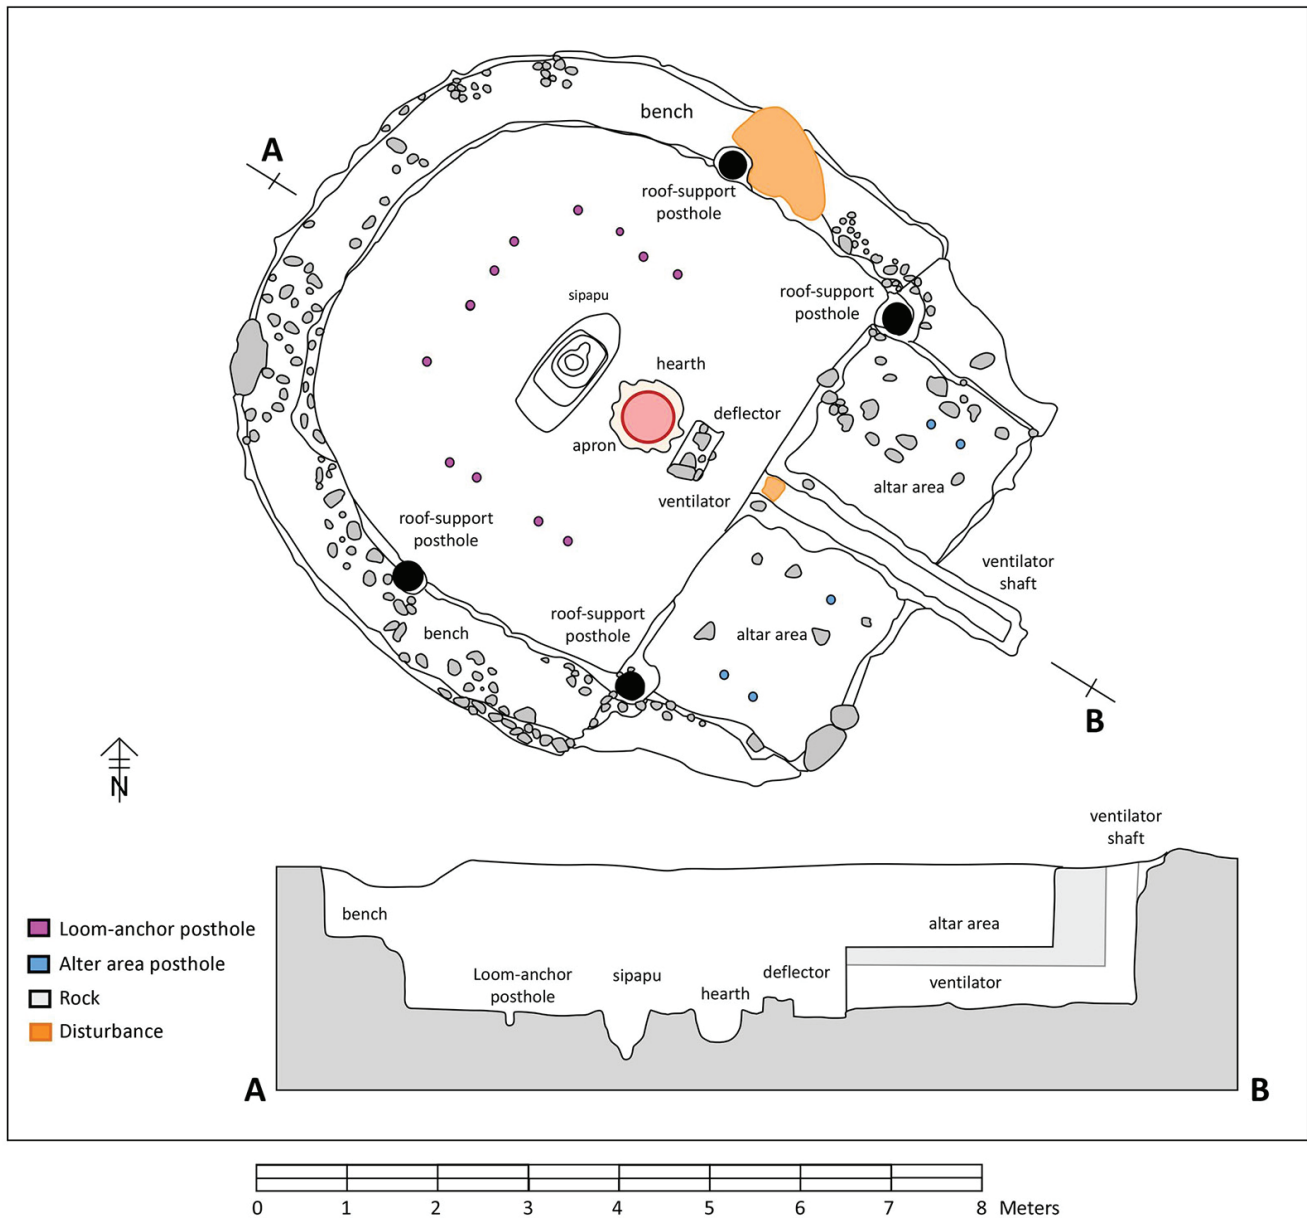 bench
A
roof-support
posthole
sipapu
roof-support
posthole
hearth
deflector
apron
altar area
ventilator
roof-support
posthole
ventilator
shaft
roof-support
posthole
bench
altar area
B
N
ventilator
shaft
bench
altar area
Loom-anchor
posthole
sipapu
deflector
hearth
ventilator
Loom-anchor posthole
Alter area posthole
Rock
Disturbance
A
B
0 1 2 3 4 5 6 7 8 Meters